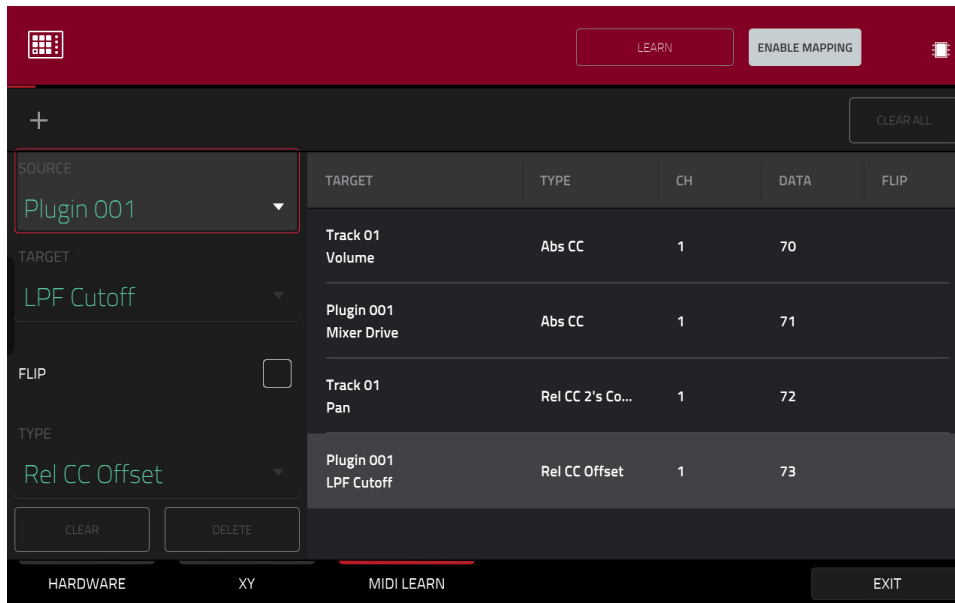 LEARN
ENABLE MAPPING
+
CLEAR ALL
SOURCE
Plugin 001
TARGET
LPF Cutoff
FLIP
TYPE
Rel CC Offset
CLEAR
DELETE
TARGET TYPE CH DATA FLIP
Track 01
Volume
Abs CC 1 70
Plugin 001
Mixer Drive
Abs CC 1 71
Track 01
Pan
Rel CC 2's Co... 1 72
Plugin 001
LPF Cutoff
Rel CC Offset 1 73
HARDWARE
XY
MIDI LEARN
EXIT